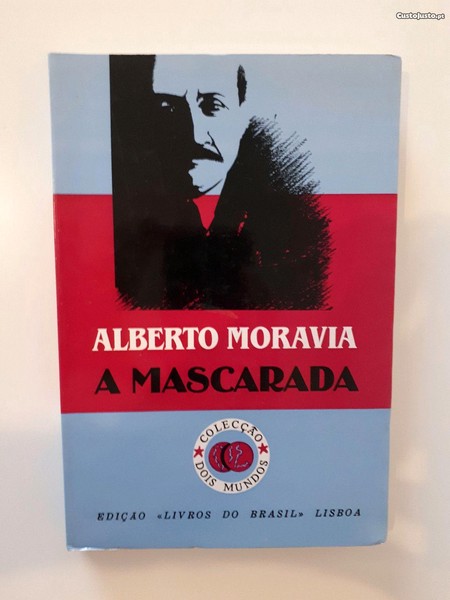 CustoJusto.pt
ALBERTO MORAVIA
A MASCARADA
COLECÇÃO
DOIS MUNDOS
EDIÇÃO «LIVROS DO BRASIL» LISBOA